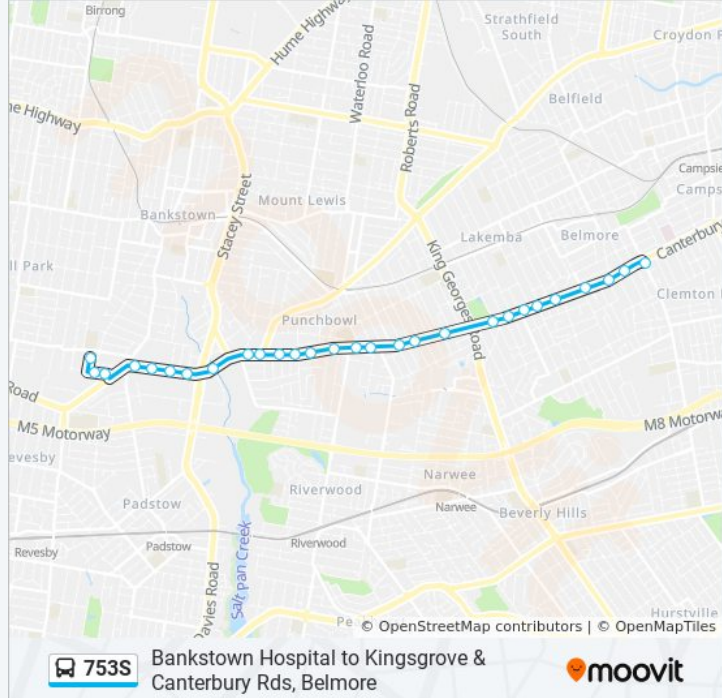 Birrong
Strathfield
South
Croydon
Hume Highway
Waterloo Road
Roberts Road
Belfield
ne Highway
Campsie
Camps
Mount Lewis
Bankstown
Stacey Street
Lakemba
Belmore
Canterbury
King Georges Road
ll Park
Clemton
Punchbowl
Road
M5 Motorway
M8 Motorway
evesby
Narwee
Riverwood
Narwee
Padstow
Beverly Hills
Revesby
Padstow
Riverwood
Salt pan Creek
Davies Road
Pe
Hurstville
© OpenStreetMap contributors | © OpenMapTiles
753S
Bankstown Hospital to Kingsgrove &
Canterbury Rds, Belmore
moovit